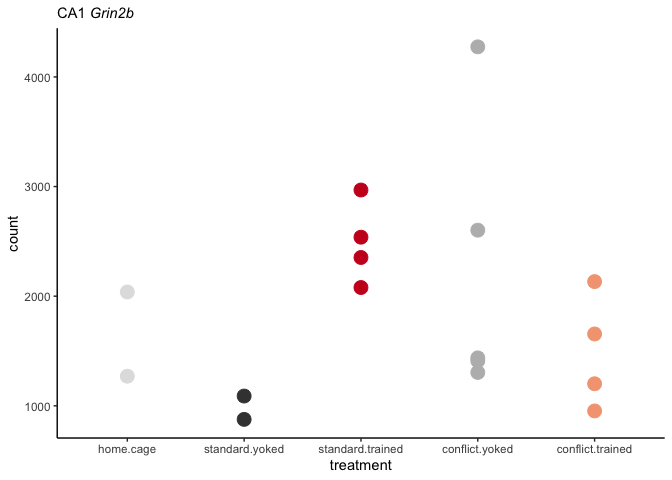 CA1 Grin2b
4000
3000
2000
1000
count
home.cage standard.yoked standard.trained conflict.yoked conflict.trained
treatment